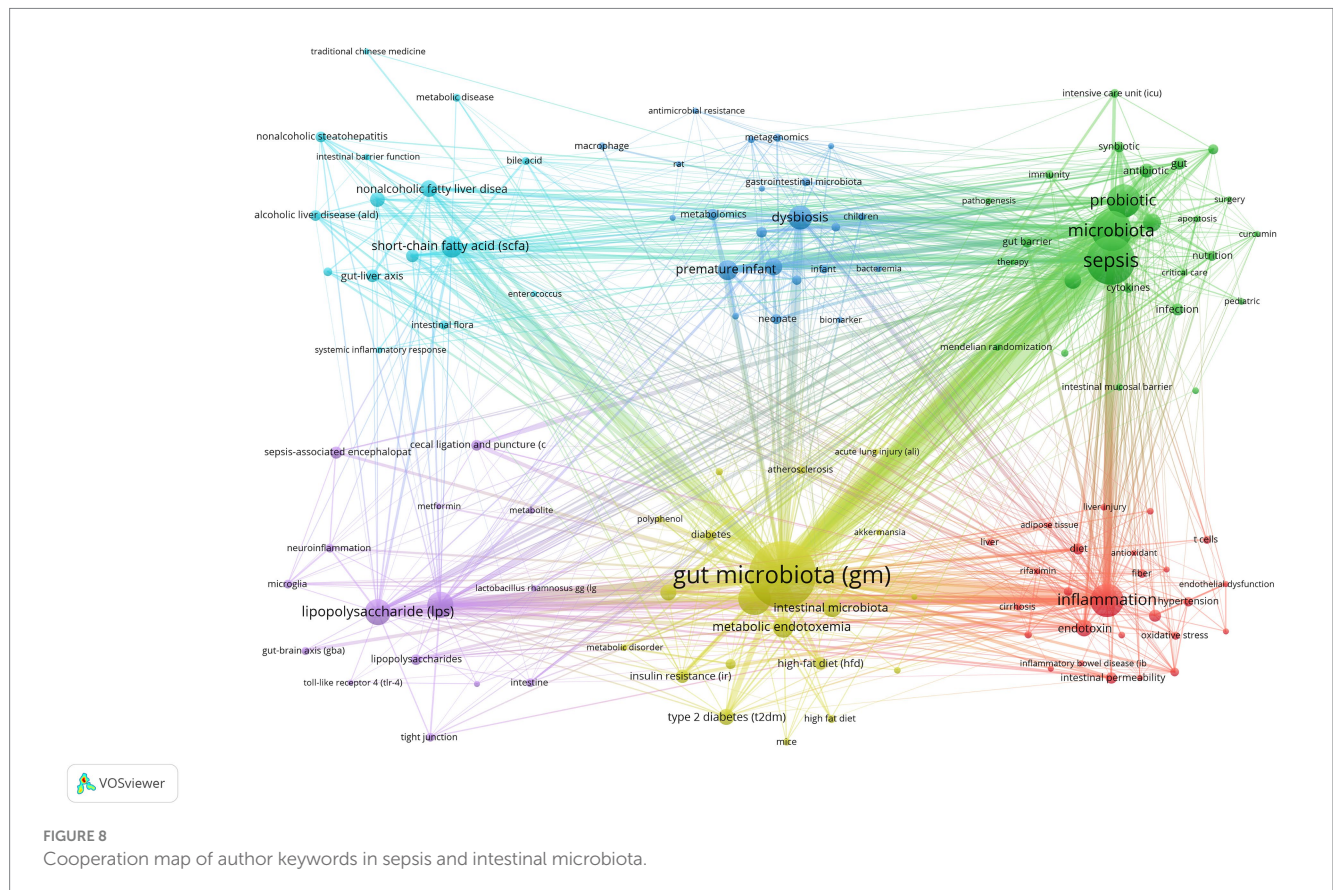 traditional chinese medicine
metabolic disease
nonalcoholic steatohepatitis
intestinal barrier function
bile acid
nonalcoholic fatty liver disea
alcoholic liver disease (ald)
short-chain fatty acid (scfa)
gut-liver axis
enterococcus
intestinal flora
systemic inflammatory response
antimicrobial resistance
macrophage
metagenomics
rat
gastrointestinal microbiota
metabolomics
dysbiosis
children
premature infant
infant
bacteremia
neonate
biomarker
intensive care unit (icu)
synbiotic
gut
antibiotic
immunity
pathogenesis
probiotic
surgery
apoptosis
microbiota
curcumin
gut barrier
nutrition
therapy
sepsis
critical care
cytokines
pediatric
infection
mendelian randomization
intestinal mucosal barrier
sepsis-associated encephalopat
cecal ligation and puncture (c
metformin
metabolite
neuroinflammation
microglia
lactobacillus rhamnosus gg (lg
lipopolysaccharide (lps)
gut-brain axis (gba)
lipopolysaccharides
toll-like receptor 4 (tlr-4)
intestine
tight junction
acute lung injury (ali)
atherosclerosis
polyphenol
diabetes
akkermansia
gut microbiota (gm)
intestinal microbiota
metabolic endotoxemia
metabolic disorder
high-fat diet (hfd)
insulin resistance (ir)
type 2 diabetes (t2dm)
high fat diet
mice
liver injury
adipose tissue
liver
diet
t cells
antioxidant
rifaximin
fiber
endothelial dysfunction
inflammation
hypertension
cirrhosis
endotoxin
oxidative stress
inflammatory bowel disease (ib
intestinal permeability
VOSviewer
FIGURE 8
Cooperation map of author keywords in sepsis and intestinal microbiota.